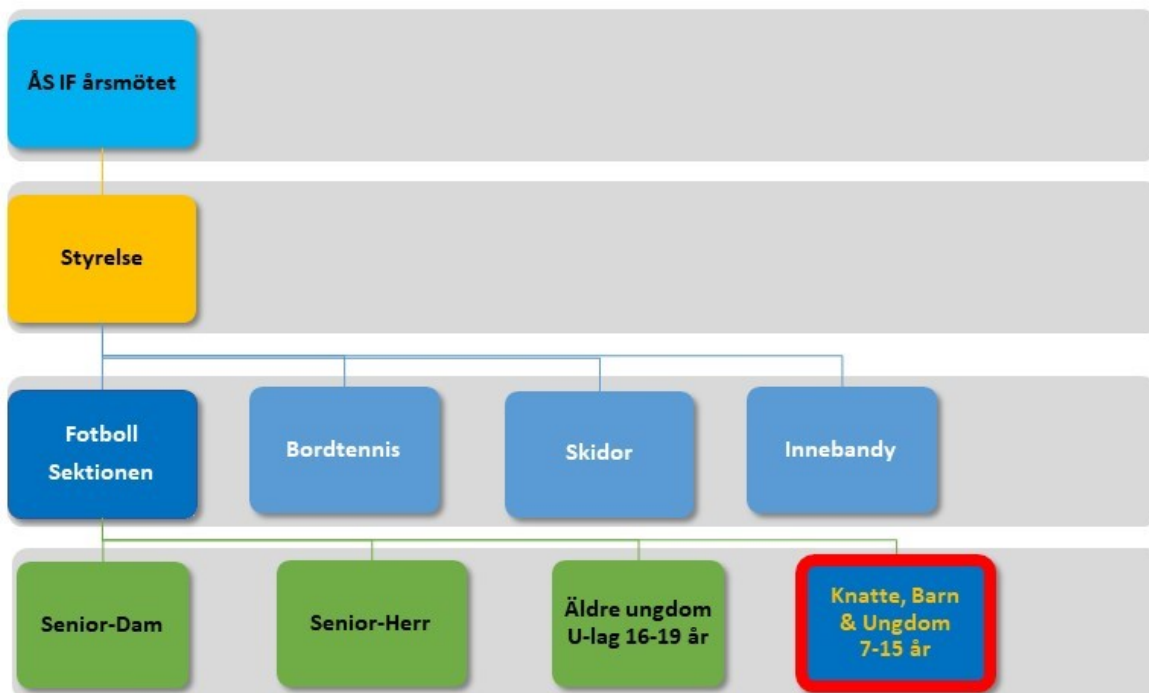 ÅS IF årsmötet
Styrelse
Fotboll
Sektionen
Bordtennis
Skidor
Innebandy
Senior-Dam
Senior-Herr
Äldre ungdom
U-lag 16-19 år
Knatte, Barn
& Ungdom
7-15 år